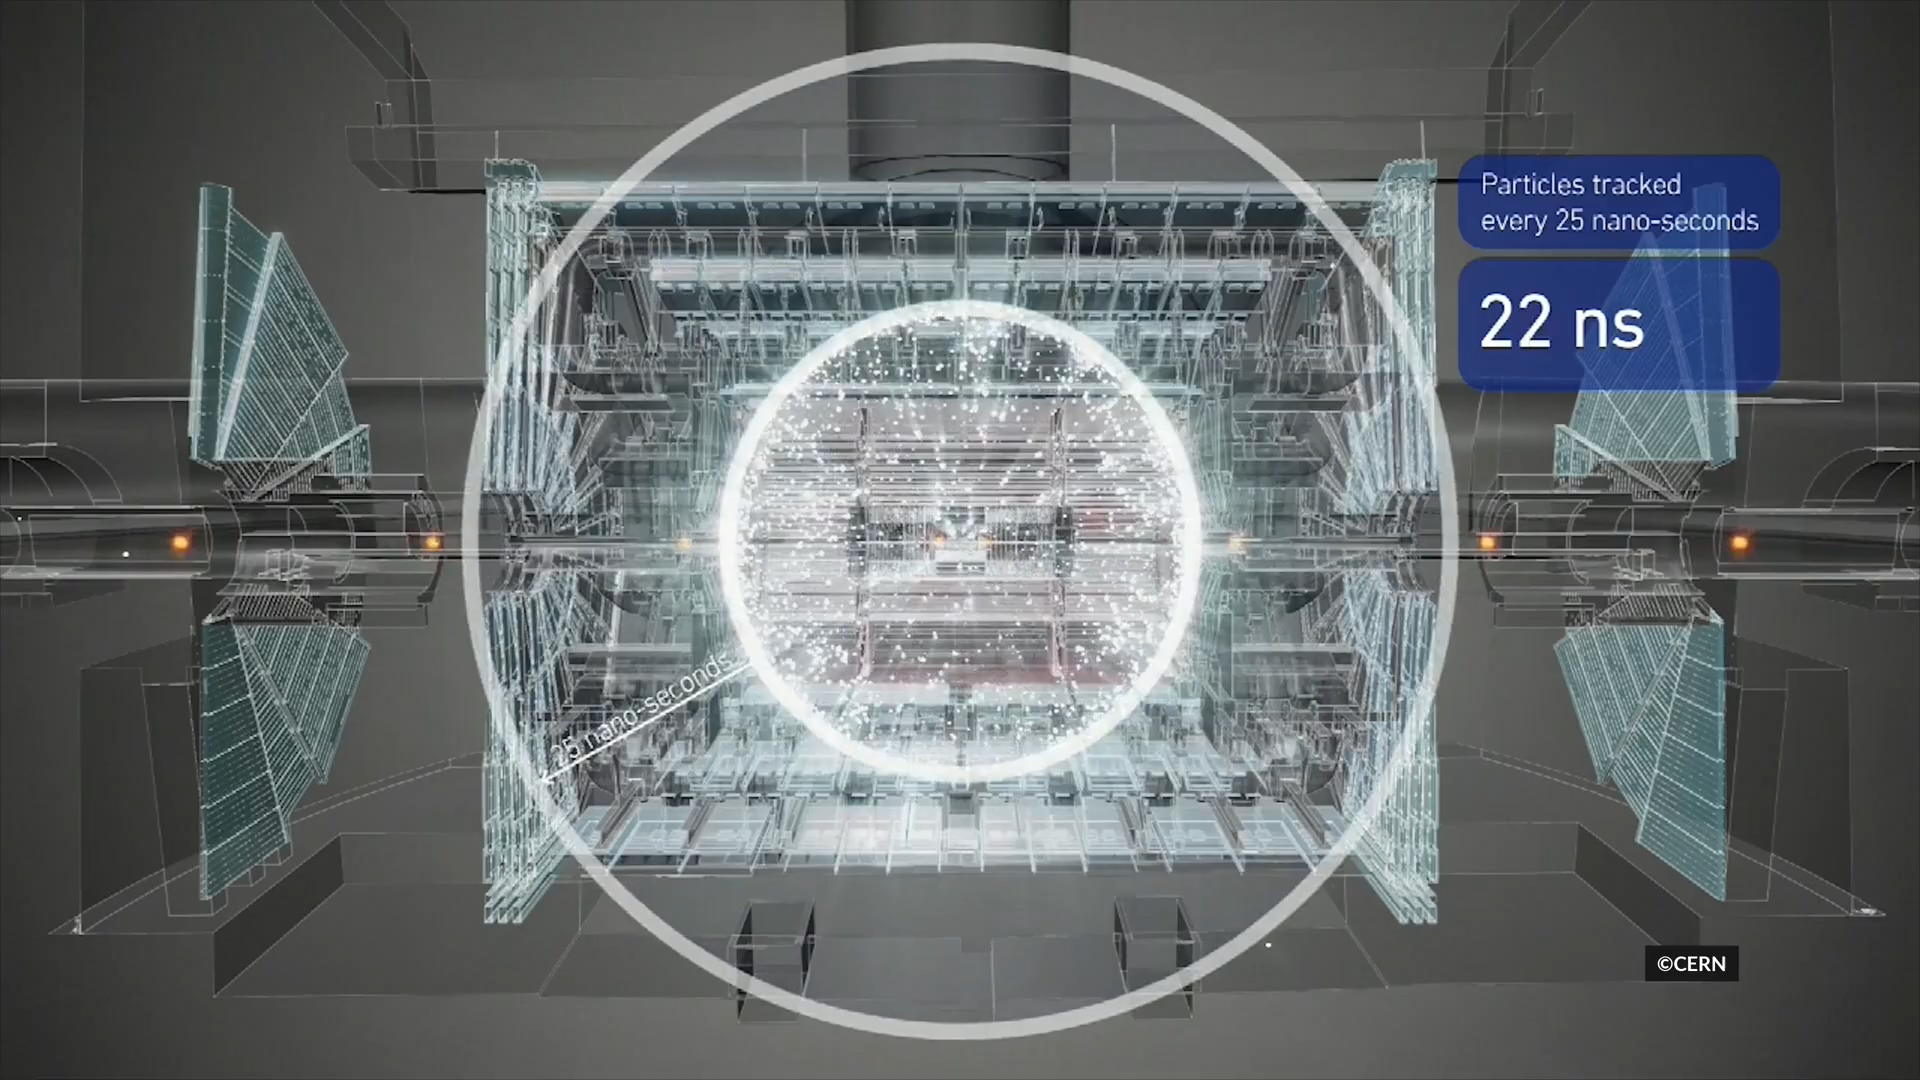 Particles tracked
every 25 nano-seconds
22 ns
25 nano-seconds
©CERN